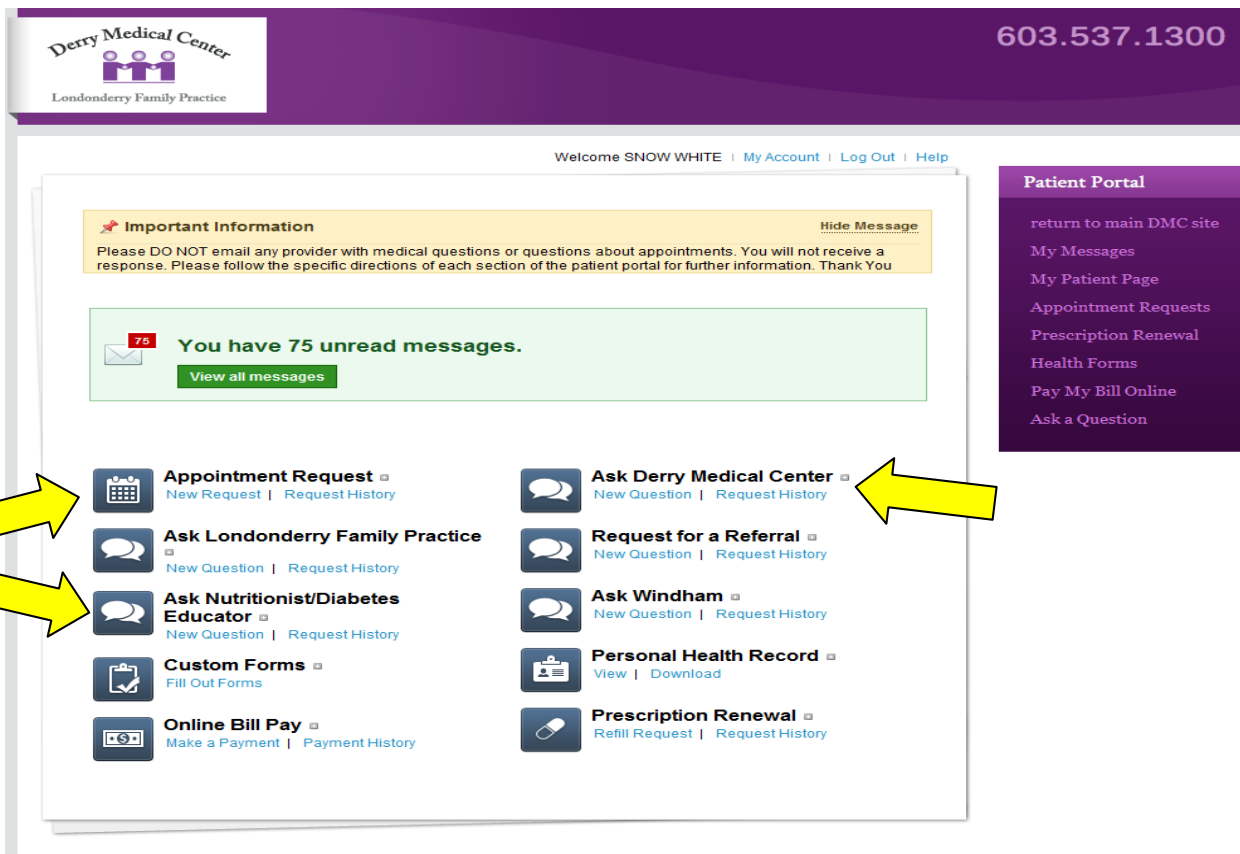 Derry Medical Center
Londonderry Family Practice
603.537.1300
Welcome SNOW WHITE | My Account | Log Out | Help
Important Information
Hide Message
Please DO NOT email any provider with medical questions or questions about appointments. You will not receive a
response. Please follow the specific directions of each section of the patient portal for further information. Thank You
75
You have 75 unread messages.
View all messages
Appointment Request
New Request | Request History
Ask Londonderry Family Practice
New Question | Request History
Ask Nutritionist/Diabetes
Educator
New Question | Request History
Custom Forms
Fill Out Forms
Online Bill Pay
Make a Payment | Payment History
Ask Derry Medical Center
New Question | Request History
Request for a Referral
New Question | Request History
Ask Windham
New Question | Request History
Personal Health Record
View | Download
Prescription Renewal
Refill Request | Request History
Patient Portal
return to main DMC site
My Messages
My Patient Page
Appointment Requests
Prescription Renewal
Health Forms
Pay My Bill Online
Ask a Question